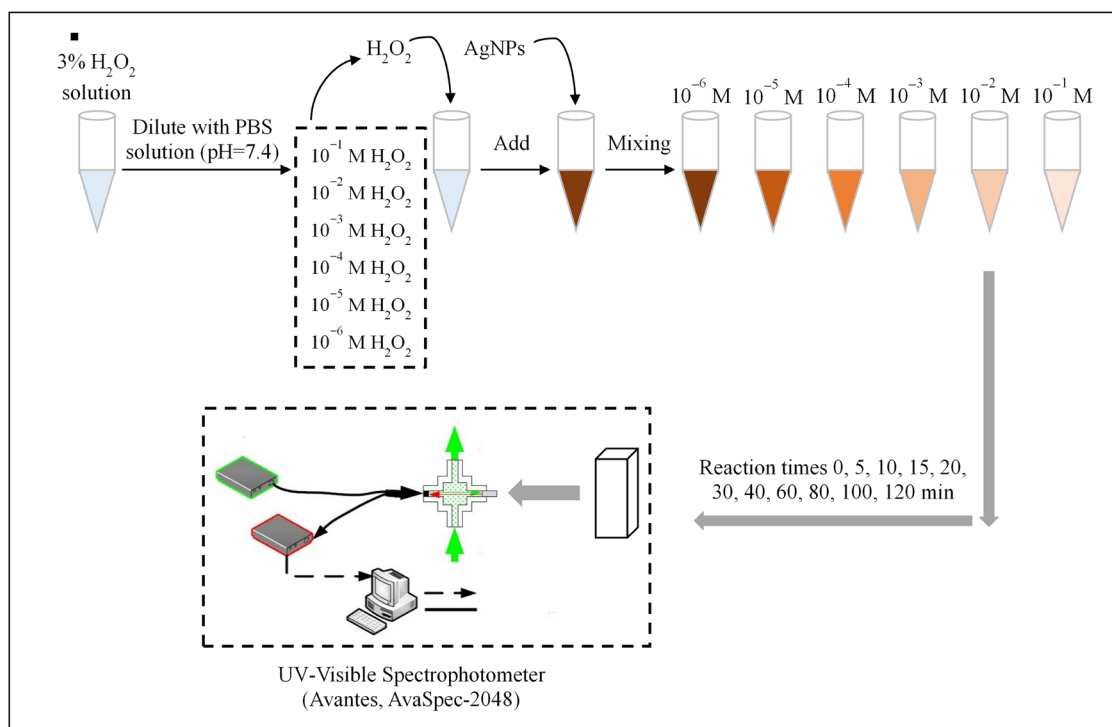 3% H₂O₂
solution
Dilute with PBS
solution (pH=7.4)
H₂O₂
10⁻¹ M H₂O₂
10⁻² M H₂O₂
10⁻³ M H₂O₂
10⁻⁴ M H₂O₂
10⁻⁵ M H₂O₂
10⁻⁶ M H₂O₂
AgNPs
Add
Mixing
10⁻⁶ M 10⁻⁵ M 10⁻⁴ M 10⁻³ M 10⁻² M 10⁻¹ M
Reaction times 0, 5, 10, 15, 20,
30, 40, 60, 80, 100, 120 min
UV-Visible Spectrophotometer
(Avantes, AvaSpec-2048)